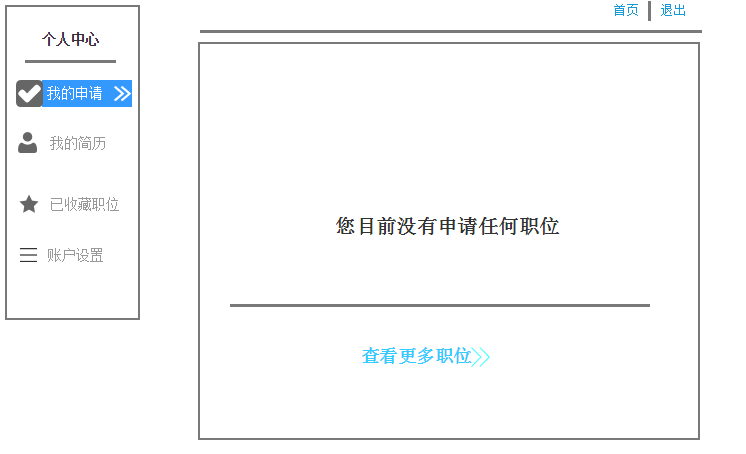 首页 退出
个人中心
我的申请
我的简历
已收藏职位
账户设置
您目前没有申请任何职位
查看更多职位